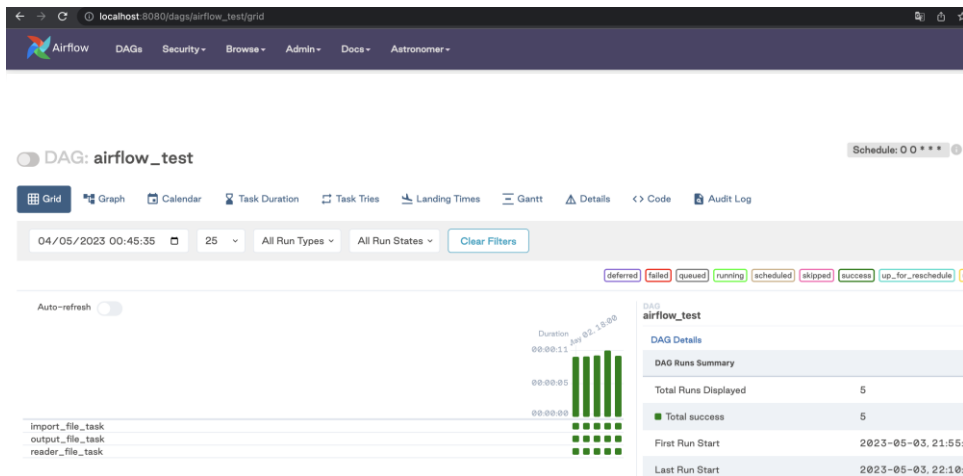 localhost:8080/dags/airflow_test/grid
Airflow DAGs Security Browse Admin Docs Astronomer
DAG: airflow_test
Schedule: 0 0 * * *
Grid Graph Calendar Task Duration Task Tries Landing Times Gantt Details <> Code Audit Log
04/05/2023 00:45:35 25 All Run Types All Run States Clear Filters
deferred failed queued running scheduled skipped success up_for_reschedule
Auto-refresh
DAG
airflow_test
Duration
May 02, 18:00
DAG Details
00:00:11
DAG Runs Summary
00:00:05
Total Runs Displayed 5
00:00:00
Total success 5
import_file_task
output_file_task
First Run Start 2023-05-03, 21:55:
reader_file_task
Last Run Start 2023-05-03, 22:10: